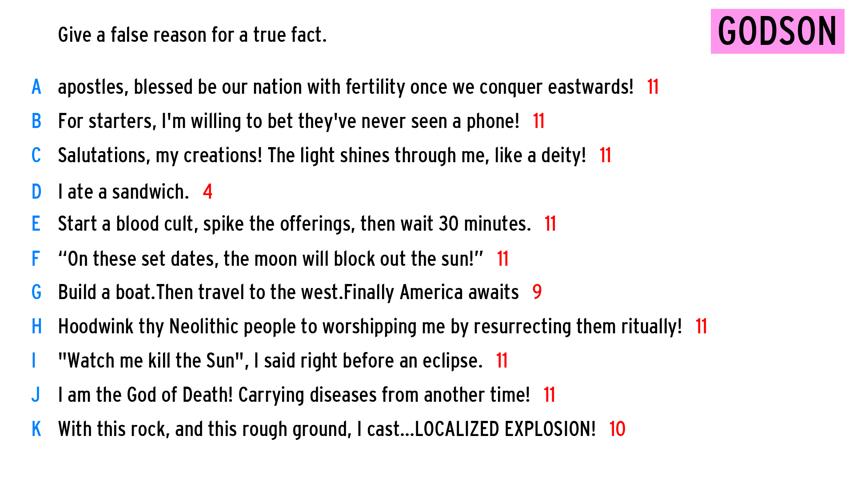 Give a false reason for a true fact.
GODSON
A apostles, blessed be our nation with fertility once we conquer eastwards! 11
B For starters, I'm willing to bet they've never seen a phone! 11
C Salutations, my creations! The light shines through me, like a deity! 11
D I ate a sandwich. 4
E Start a blood cult, spike the offerings, then wait 30 minutes. 11
F “On these set dates, the moon will block out the sun!” 11
G Build a boat.Then travel to the west.Finally America awaits 9
H Hoodwink thy Neolithic people to worshipping me by resurrecting them ritually! 11
I "Watch me kill the Sun", I said right before an eclipse. 11
J I am the God of Death! Carrying diseases from another time! 11
K With this rock, and this rough ground, I cast...LOCALIZED EXPLOSION! 10